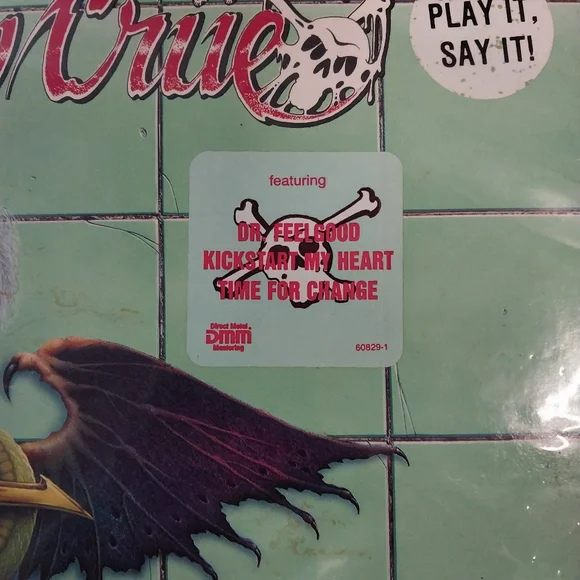 Crüe
PLAY IT,
SAY IT!
featuring
DR. FEELGOOD
KICKSTART MY HEART
TIME FOR CHANGE
Direct Metal
DMM
Mastering
60829-1